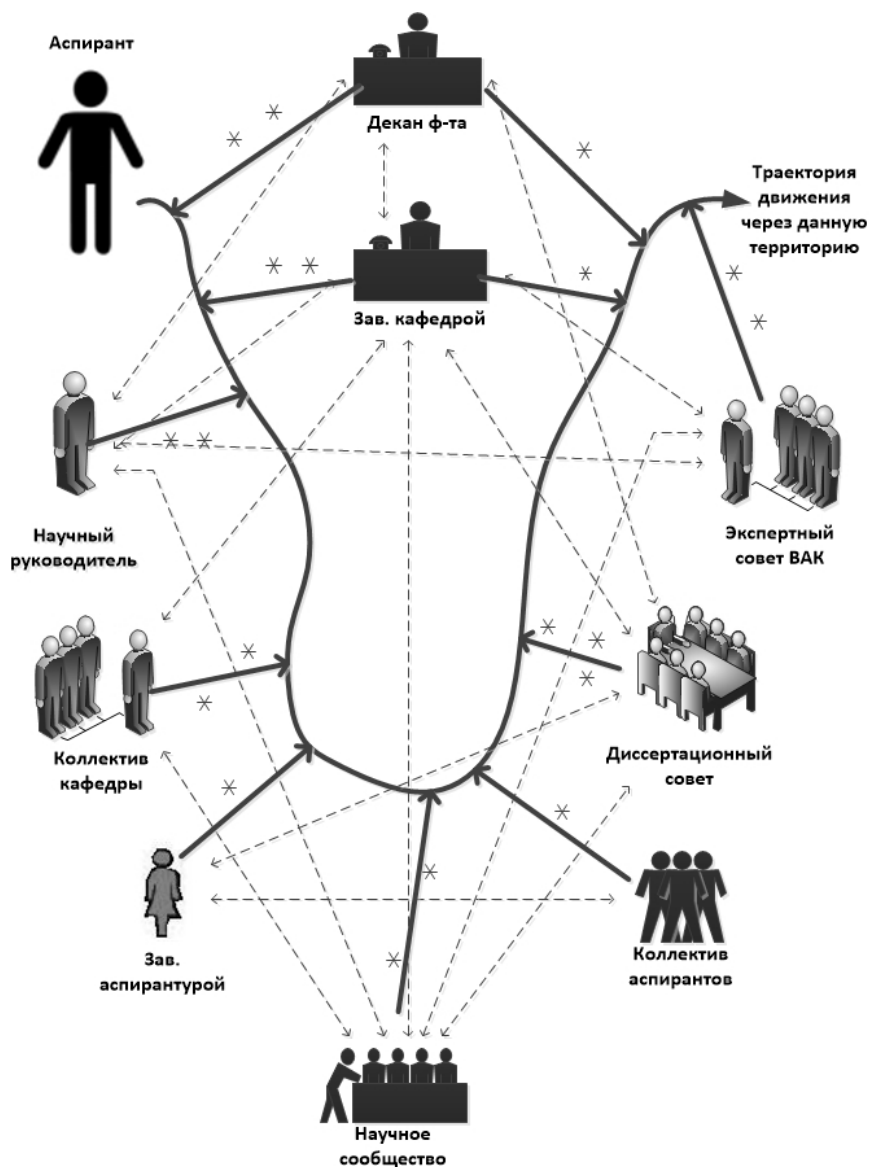 Аспирант
Декан ф-та
Траектория
движения
через данную
территорию
Зав. кафедрой
Научный
руководитель
Экспертный
совет ВАК
Коллектив
кафедры
Диссертационный
совет
Зав.
аспирантурой
Коллектив
аспирантов
Научное
сообщество